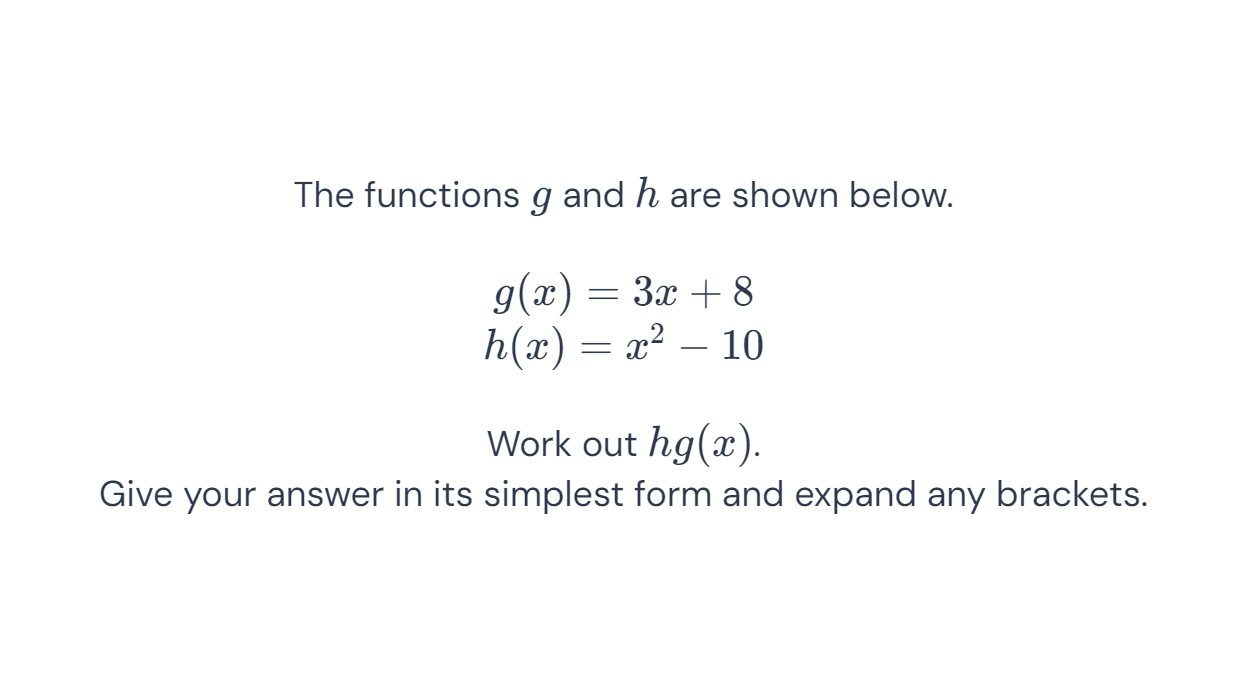 The functions g and h are shown below.
g(x) = 3x + 8
h(x) = x² − 10
Work out hg(x).
Give your answer in its simplest form and expand any brackets.